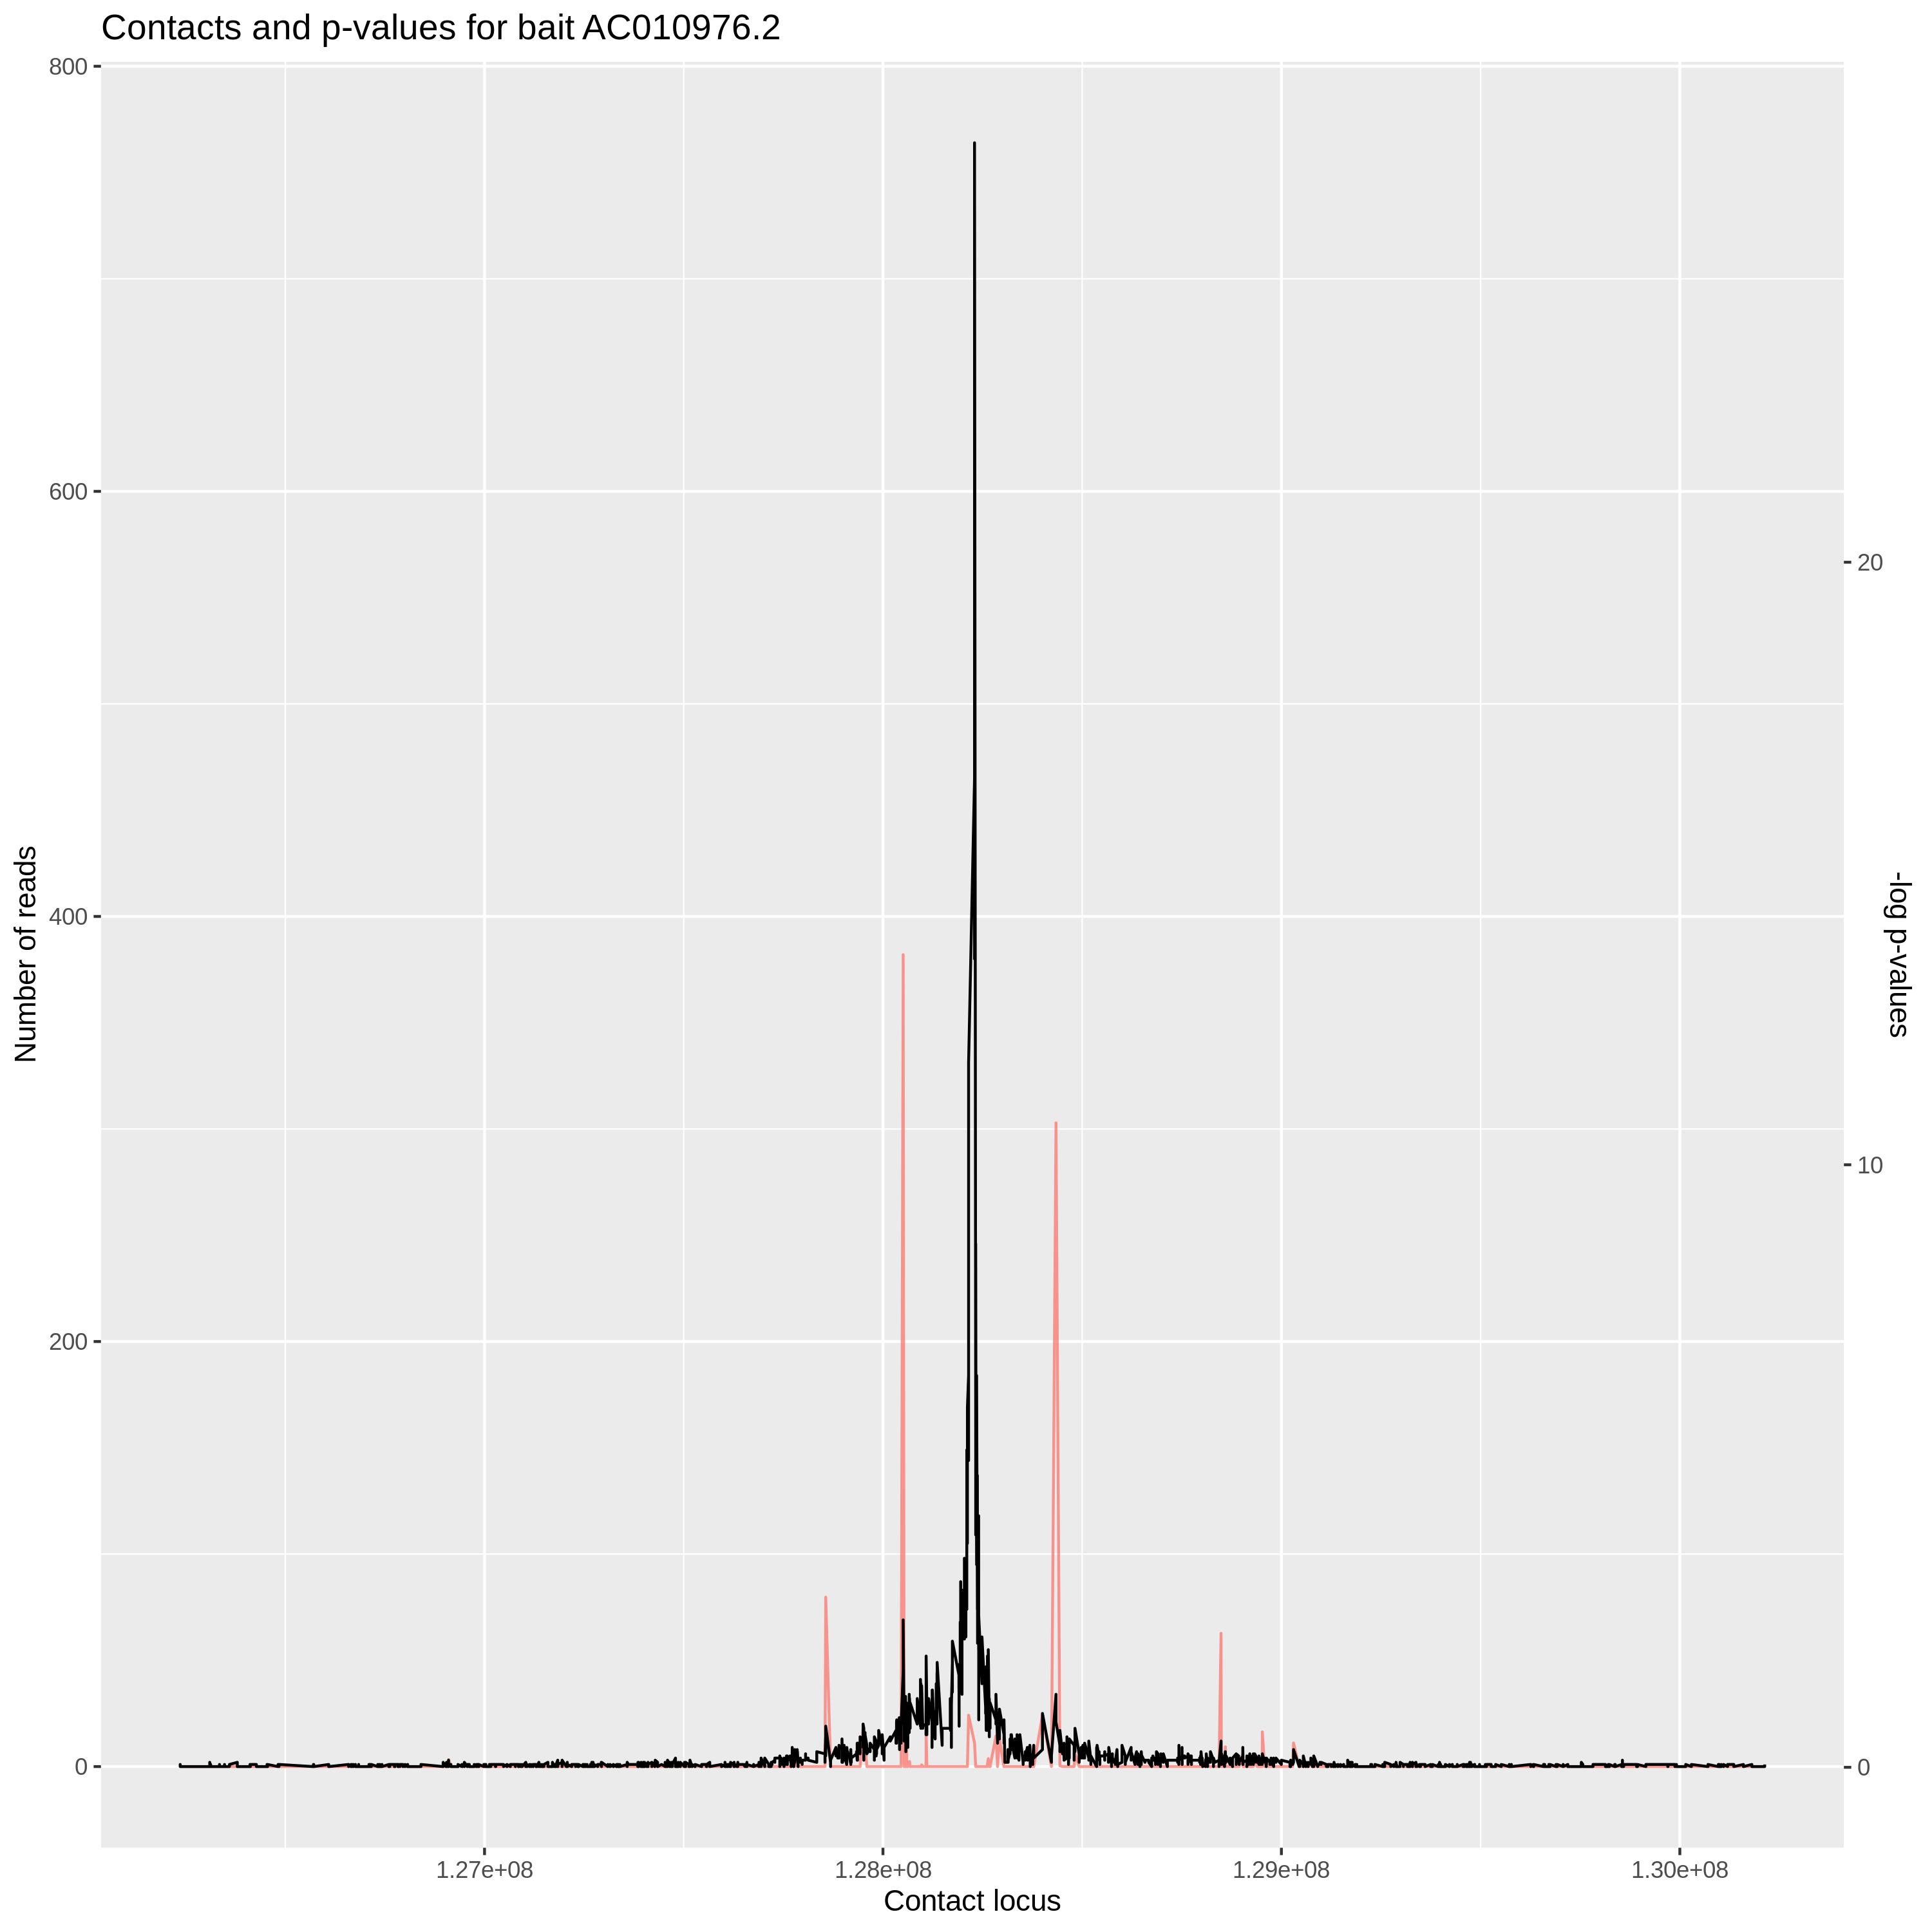 Contacts and p-values for bait AC010976.2
800
600
400
200
0
Number of reads
20
10
0
-log p-values
1.27e+08
1.28e+08
1.29e+08
1.30e+08
Contact locus